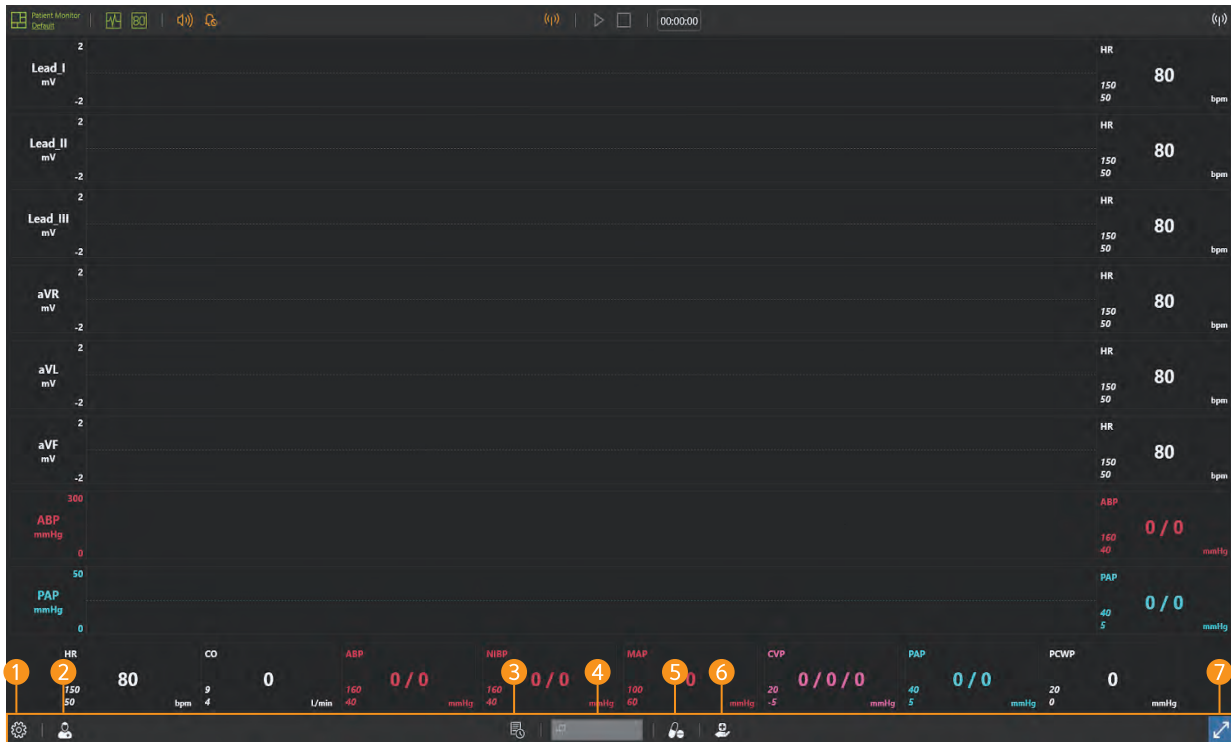 Patient Monitor
Default
80
00:00:00
Lead_I
mV
2
-2
HR
150
50
80
bpm
Lead_II
mV
2
-2
HR
150
50
80
bpm
Lead_III
mV
2
-2
HR
150
50
80
bpm
aVR
mV
2
-2
HR
150
50
80
bpm
aVL
mV
2
-2
HR
150
50
80
bpm
aVF
mV
2
-2
HR
150
50
80
bpm
ABP
mmHg
300
0
ABP
160
40
0 / 0
mmHg
PAP
mmHg
50
0
PAP
40
5
0 / 0
mmHg
HR
150
50
80
bpm
CO
9
4
0
L/min
ABP
160
40
0 / 0
mmHg
NIBP
160
40
0 / 0
mmHg
MAP
100
60
0
mmHg
CVP
20
-5
0 / 0 / 0
mmHg
PAP
40
5
0 / 0
mmHg
PCWP
20
0
0
mmHg
1
2
3
4
5
6
7